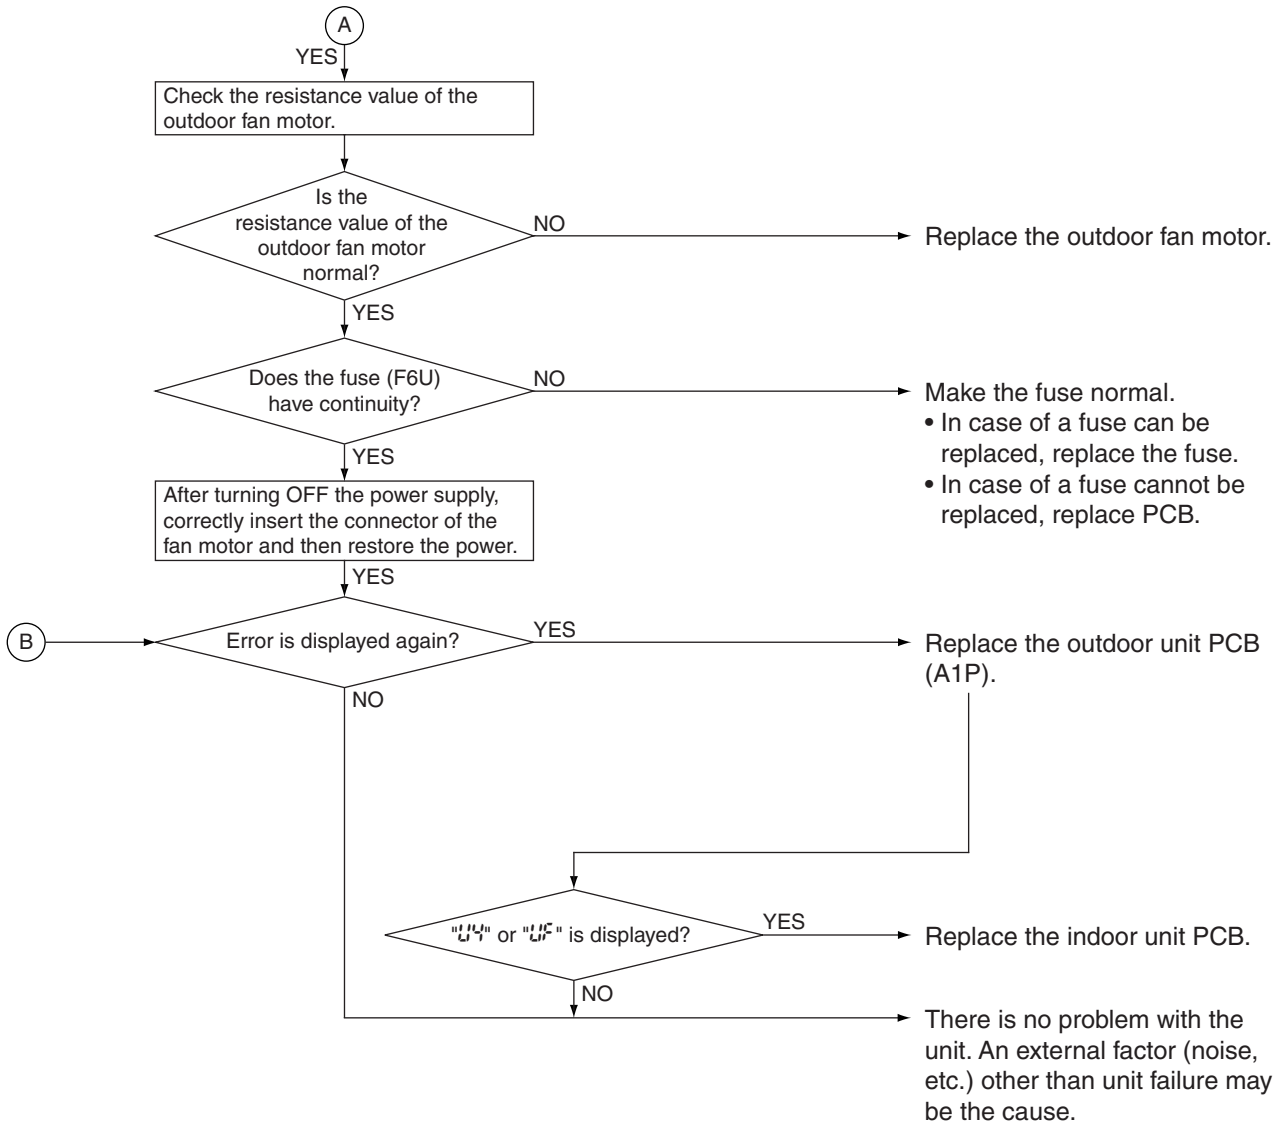 A
YES
Check the resistance value of the
outdoor fan motor.
Is the
resistance value of the
outdoor fan motor
normal?
NO
Replace the outdoor fan motor.
YES
Does the fuse (F6U)
have continuity?
NO
Make the fuse normal.
• In case of a fuse can be
replaced, replace the fuse.
• In case of a fuse cannot be
replaced, replace PCB.
YES
After turning OFF the power supply,
correctly insert the connector of the
fan motor and then restore the power.
YES
B
Error is displayed again?
YES
Replace the outdoor unit PCB
(A1P).
NO
"U4" or "UF" is displayed?
YES
Replace the indoor unit PCB.
NO
There is no problem with the
unit. An external factor (noise,
etc.) other than unit failure may
be the cause.